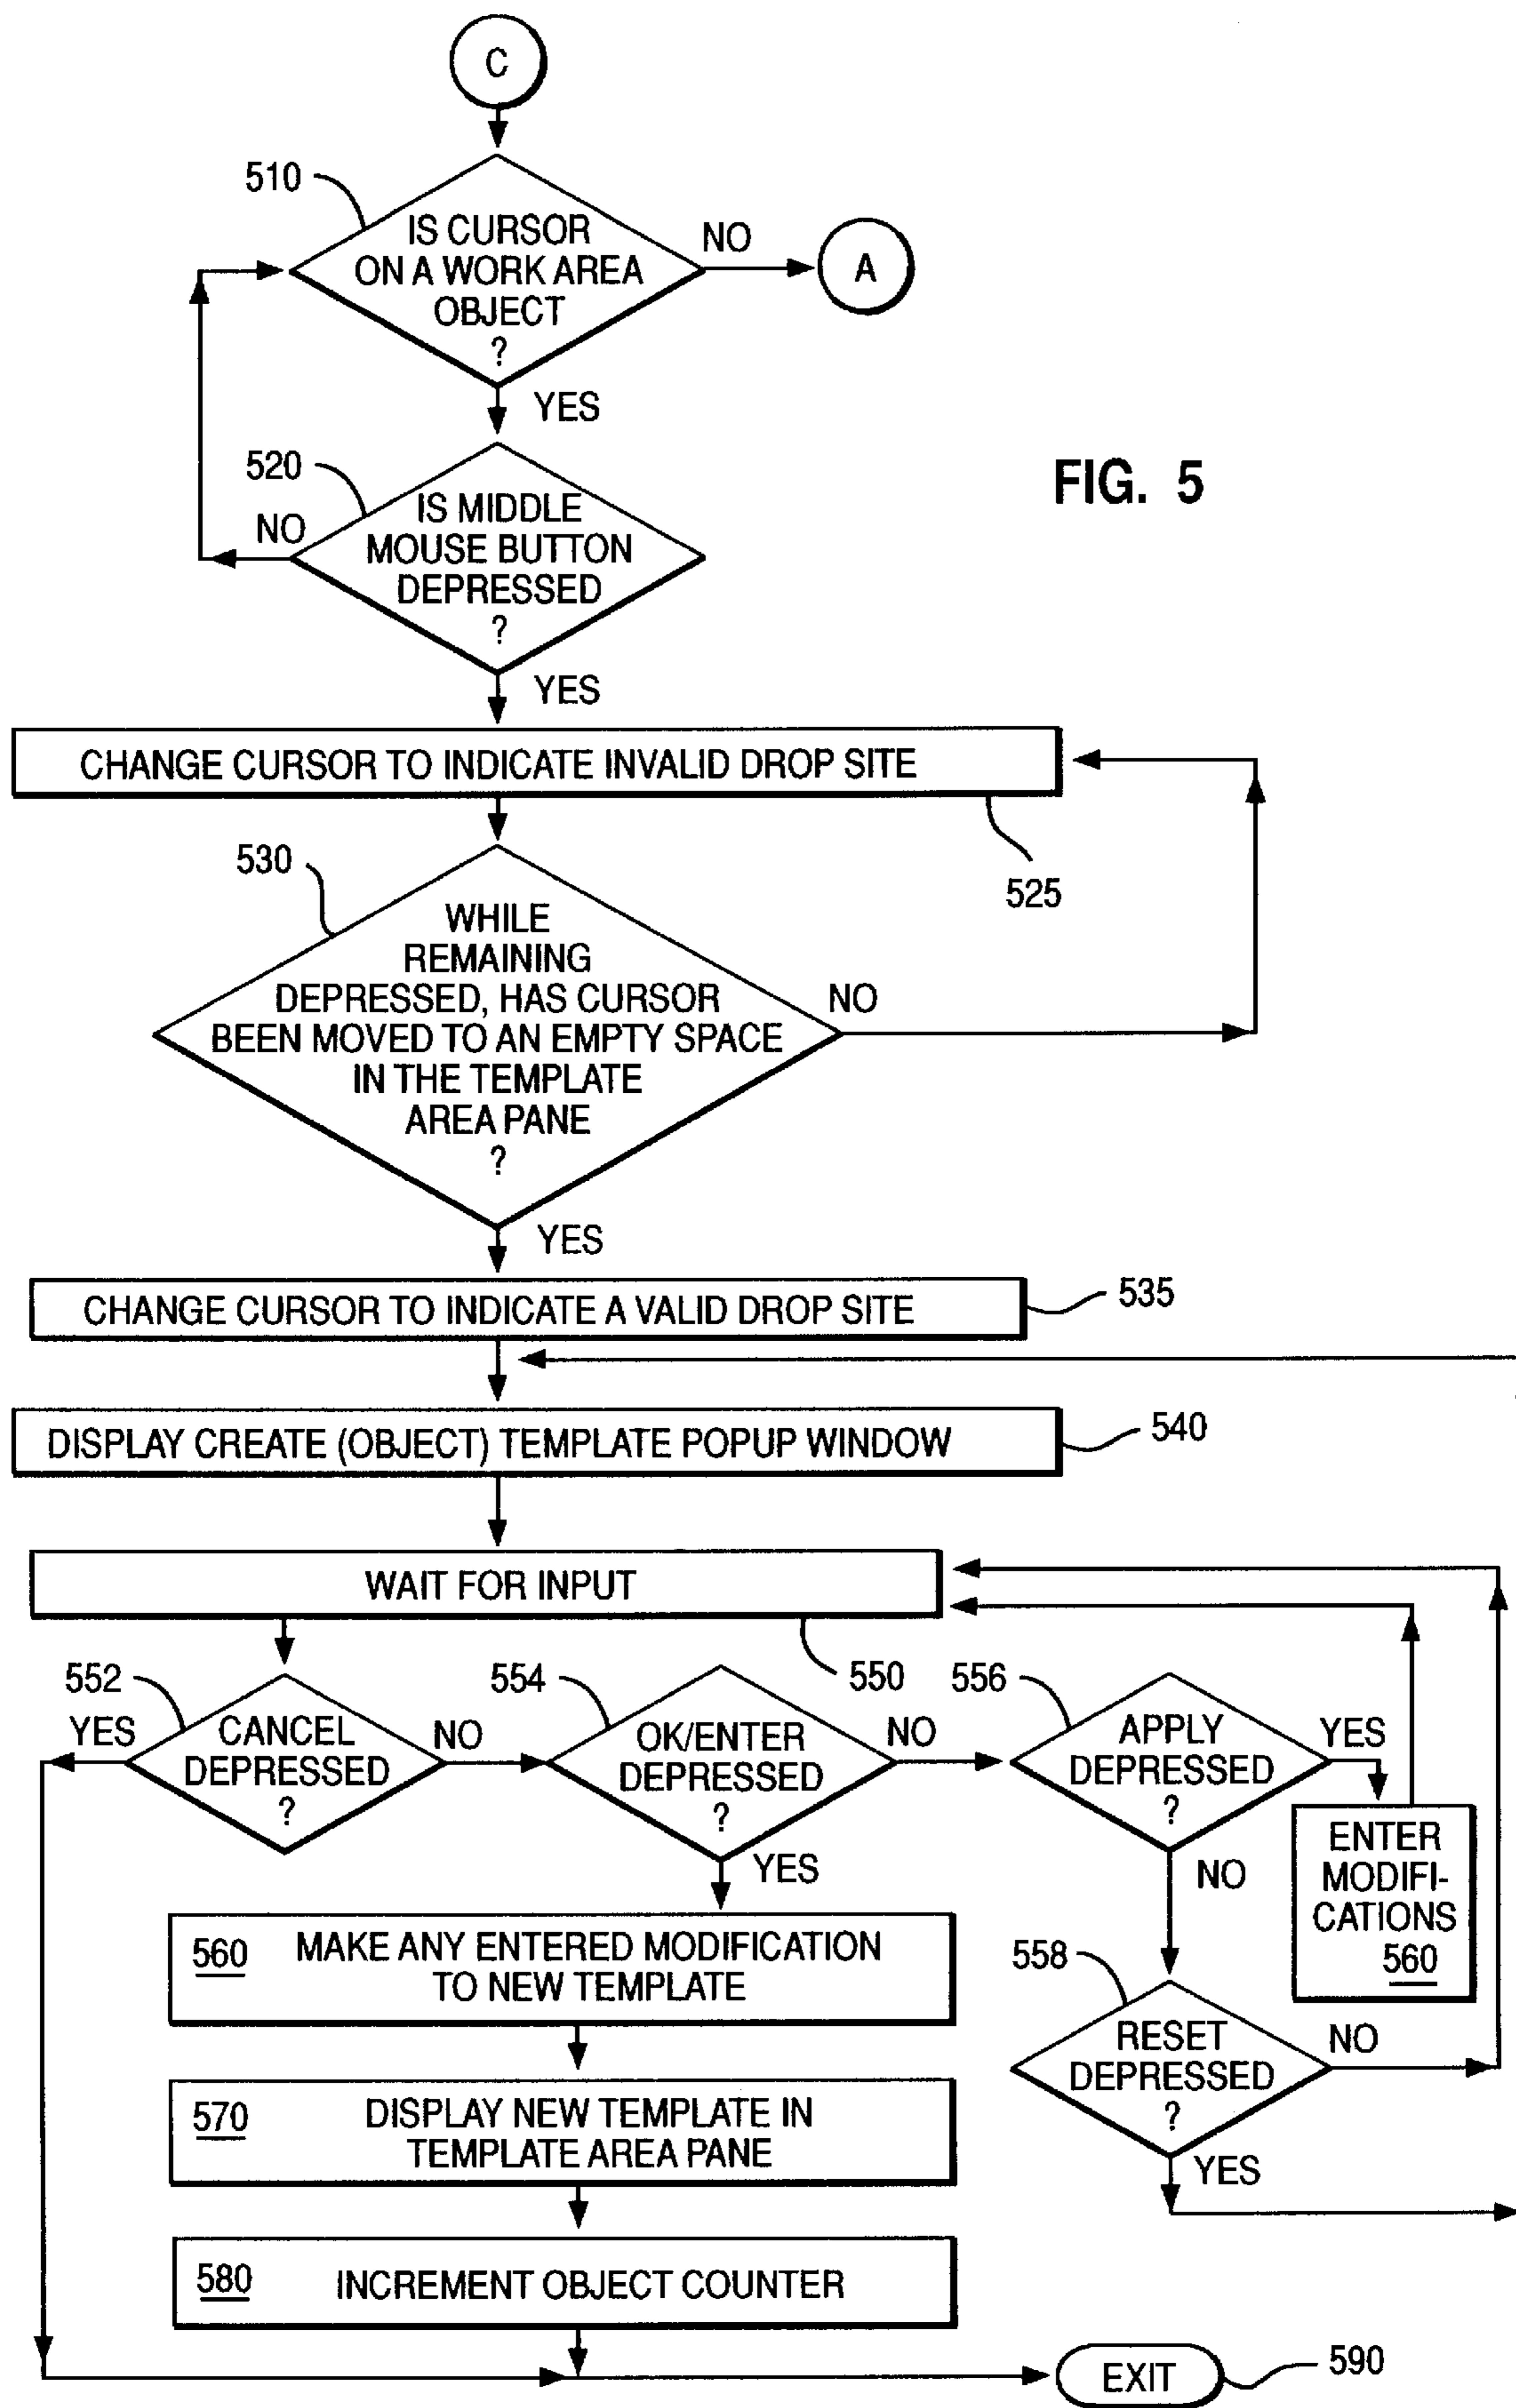 C
510
IS CURSOR
ON A WORK AREA
OBJECT
?
NO
A
YES
520
IS MIDDLE
MOUSE BUTTON
DEPRESSED
?
NO
FIG. 5
YES
CHANGE CURSOR TO INDICATE INVALID DROP SITE
525
530
WHILE
REMAINING
DEPRESSED, HAS CURSOR
BEEN MOVED TO AN EMPTY SPACE
IN THE TEMPLATE
AREA PANE
?
NO
YES
CHANGE CURSOR TO INDICATE A VALID DROP SITE
535
DISPLAY CREATE (OBJECT) TEMPLATE POPUP WINDOW
540
WAIT FOR INPUT
550
552
YES
CANCEL
DEPRESSED
?
NO
554
OK/ENTER
DEPRESSED
?
NO
YES
556
APPLY
DEPRESSED
?
YES
NO
ENTER
MODIFI-
CATIONS
560
560
MAKE ANY ENTERED MODIFICATION
TO NEW TEMPLATE
558
RESET
DEPRESSED
?
NO
YES
570
DISPLAY NEW TEMPLATE IN
TEMPLATE AREA PANE
580
INCREMENT OBJECT COUNTER
EXIT
590